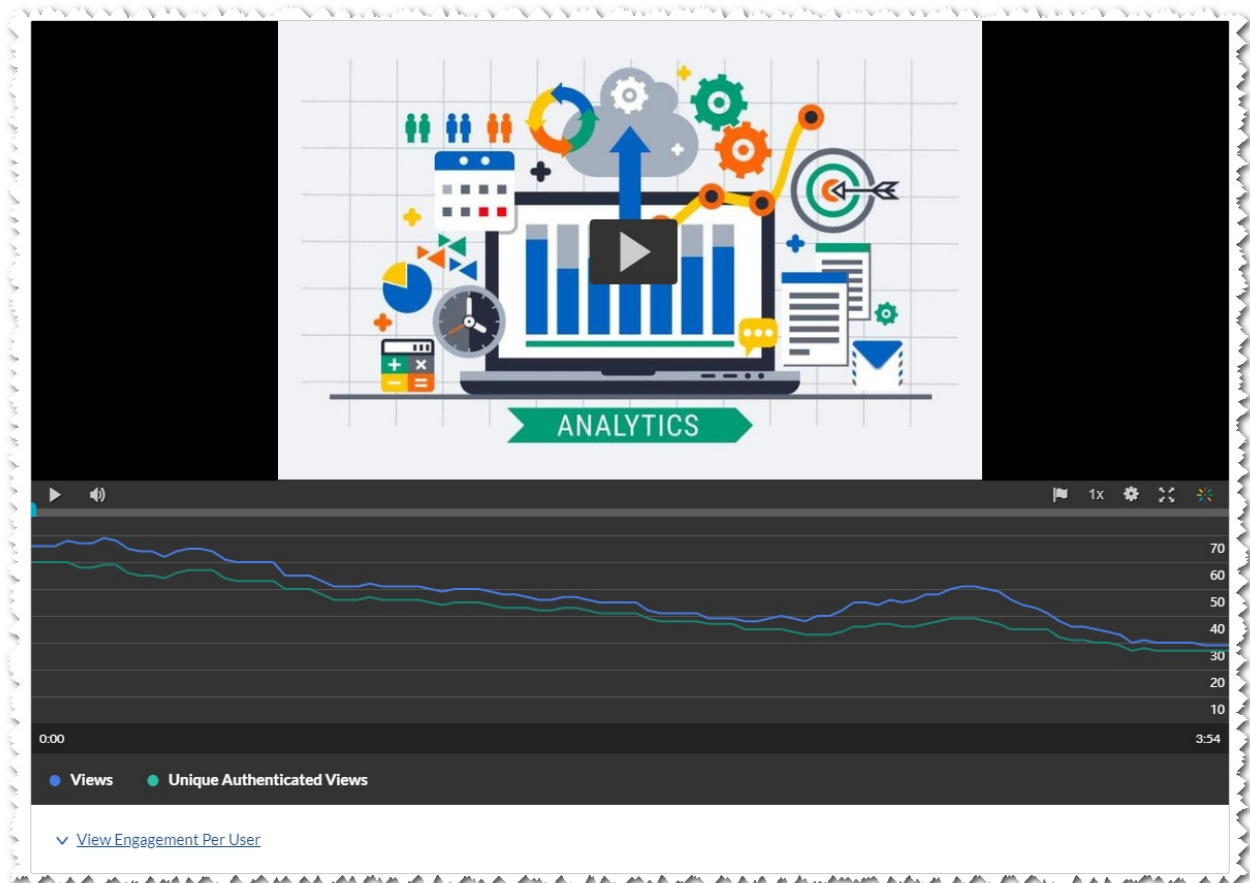 ANALYTICS
1x
70
60
50
40
30
20
10
0:00 3:54
Views Unique Authenticated Views
View Engagement Per User